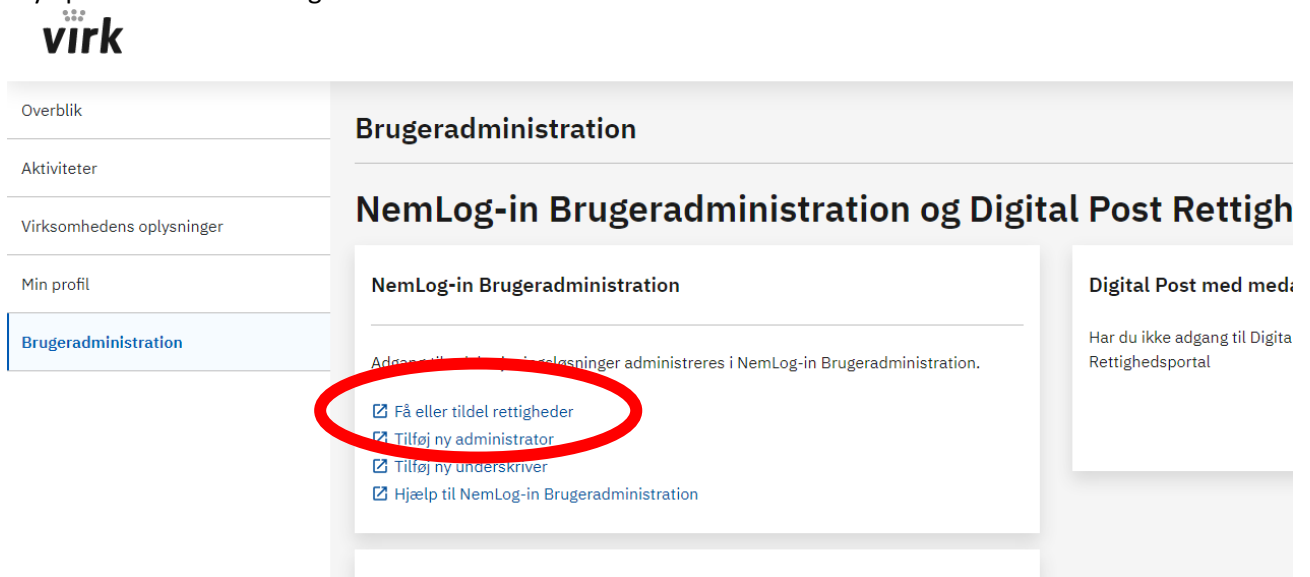 virk
Overblik
Aktiviteter
Virksomhedens oplysninger
Min profil
Brugeradministration
Brugeradministration
NemLog-in Brugeradministration og Digital Post Rettigh
NemLog-in Brugeradministration
administreres i NemLog-in Brugeradministration.
Få eller tildel rettigheder
Tilføj ny administrator
Tilføj ny underskriver
Hjælp til NemLog-in Brugeradministration
Digital Post med meda
Har du ikke adgang til Digita
Rettighedsportal